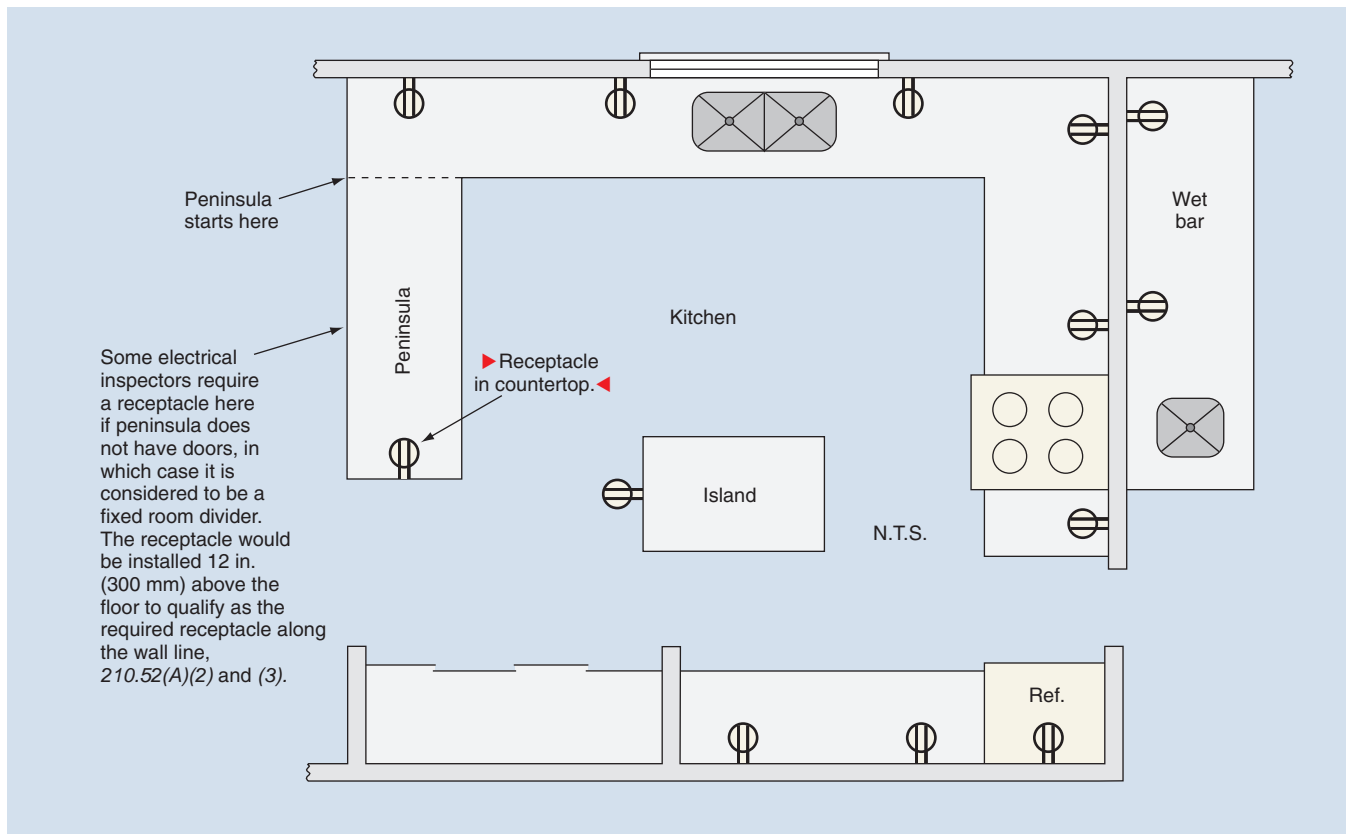 Peninsula
starts here
Wet
bar
Peninsula
Kitchen
Some electrical
inspectors require
a receptacle here
if peninsula does
not have doors, in
which case it is
considered to be a
fixed room divider.
The receptacle would
be installed 12 in.
(300 mm) above the
floor to qualify as the
required receptacle along
the wall line,
210.52(A)(2) and (3).
▶Receptacle
in countertop.◀
Island
N.T.S.
Ref.